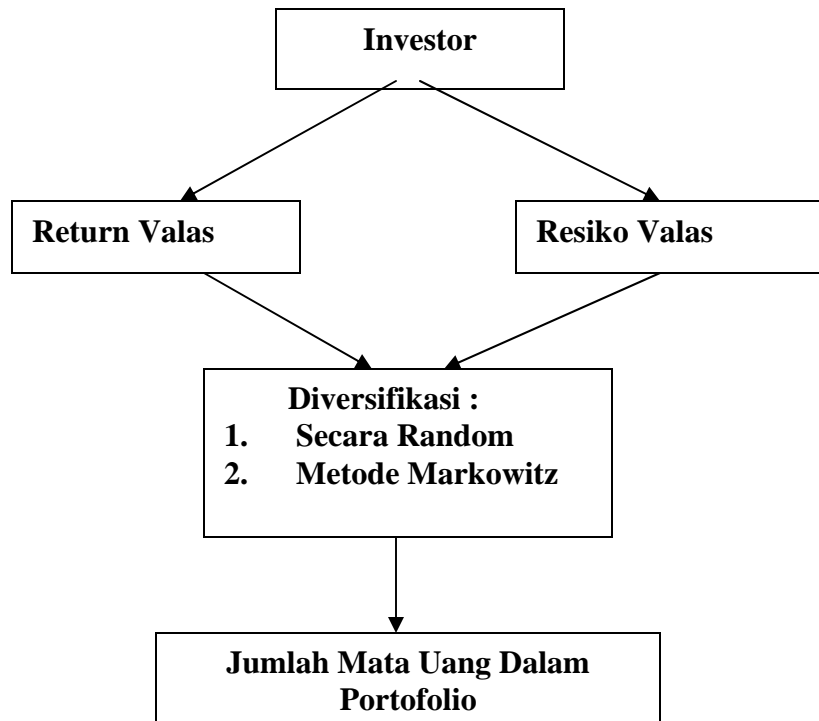 Investor
Return Valas
Resiko Valas
Diversifikasi :
1. Secara Random
2. Metode Markowitz
Jumlah Mata Uang Dalam
Portofolio